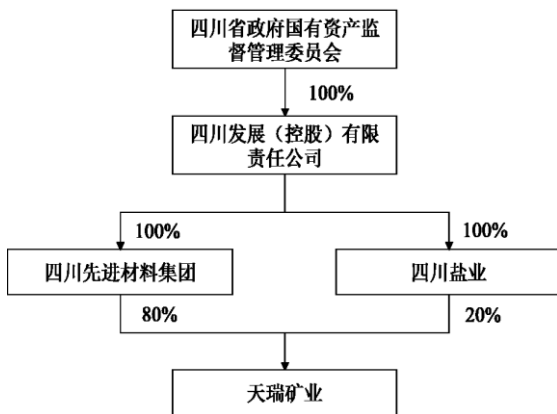 四川省政府国有资产监
督管理委员会
100%
四川发展（控股）有限
责任公司
100%
100%
四川先进材料集团
四川盐业
80%
20%
天瑞矿业